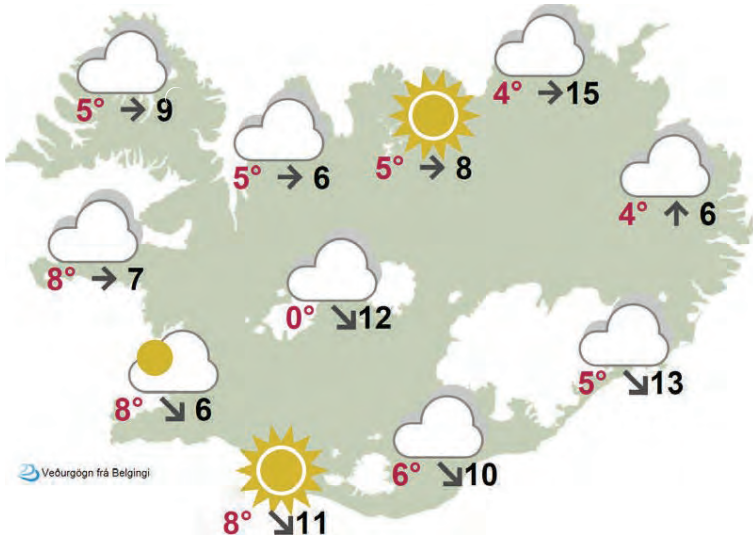 4° → 15
5° → 9
5° → 8
5° → 6
4° ↑ 6
8° → 7
0° ↘12
5° ↘13
8° ↘ 6
6° ↘10
Veðurgögn frá Belgingi
8° ↘11